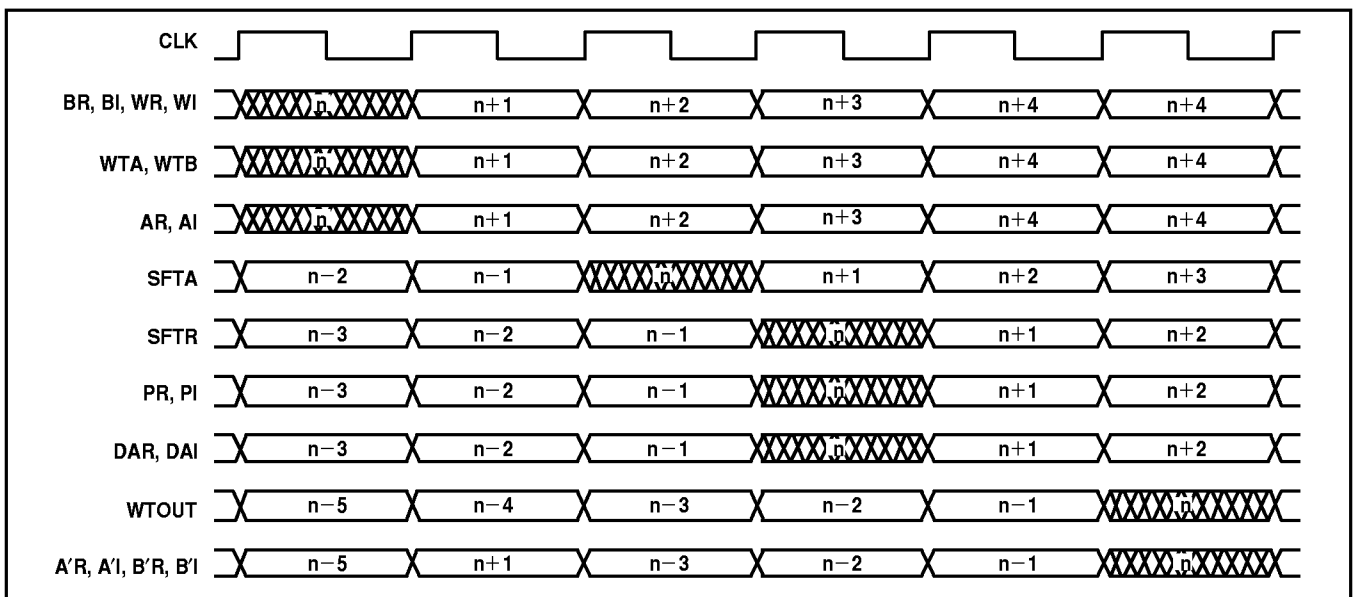 CLK
BR, BI, WR, WI n n+1 n+2 n+3 n+4 n+4
WTA, WTB n n+1 n+2 n+3 n+4 n+4
AR, AI n n+1 n+2 n+3 n+4 n+4
SFTA n−2 n−1 n n+1 n+2 n+3
SFTR n−3 n−2 n−1 n n+1 n+2
PR, PI n−3 n−2 n−1 n n+1 n+2
DAR, DAI n−3 n−2 n−1 n n+1 n+2
WTOUT n−5 n−4 n−3 n−2 n−1 n
A′R, A′I, B′R, B′I n−5 n+1 n−3 n−2 n−1 n